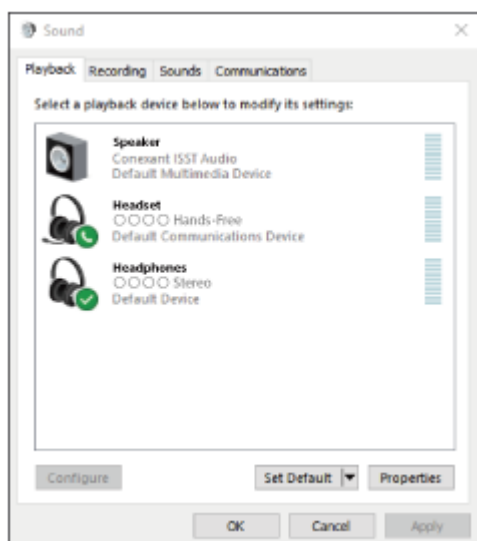 Sound
Playback Recording Sounds Communications
Select a playback device below to modify its settings:
Speaker
Conexant ISST Audio
Default Multimedia Device
Headset
○○○○ Hands-Free
Default Communications Device
Headphones
○○○○ Stereo
Default Device
Configure Set Default Properties
OK Cancel Apply